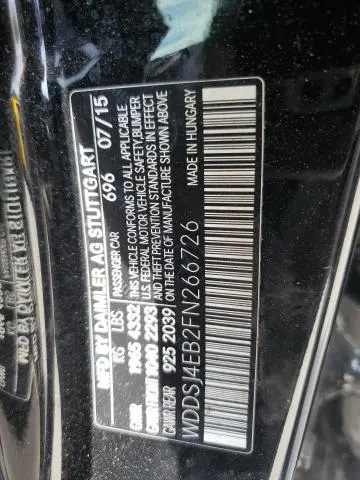 MFD BY DAIMLER AG STUTTGART
696 07/15
KG LBS PASSENGER CAR
GVWR 1965 4332 THIS VEHICLE CONFORMS TO ALL APPLICABLE
GAWR FRONT 1040 2293 U.S. FEDERAL MOTOR VEHICLE SAFETY, BUMPER
AND THEFT PREVENTION STANDARDS IN EFFECT
GAWR REAR 925 2039 ON THE DATE OF MANUFACTURE SHOWN ABOVE
MADE IN HUNGARY
WDDSJ4EB2FN266726